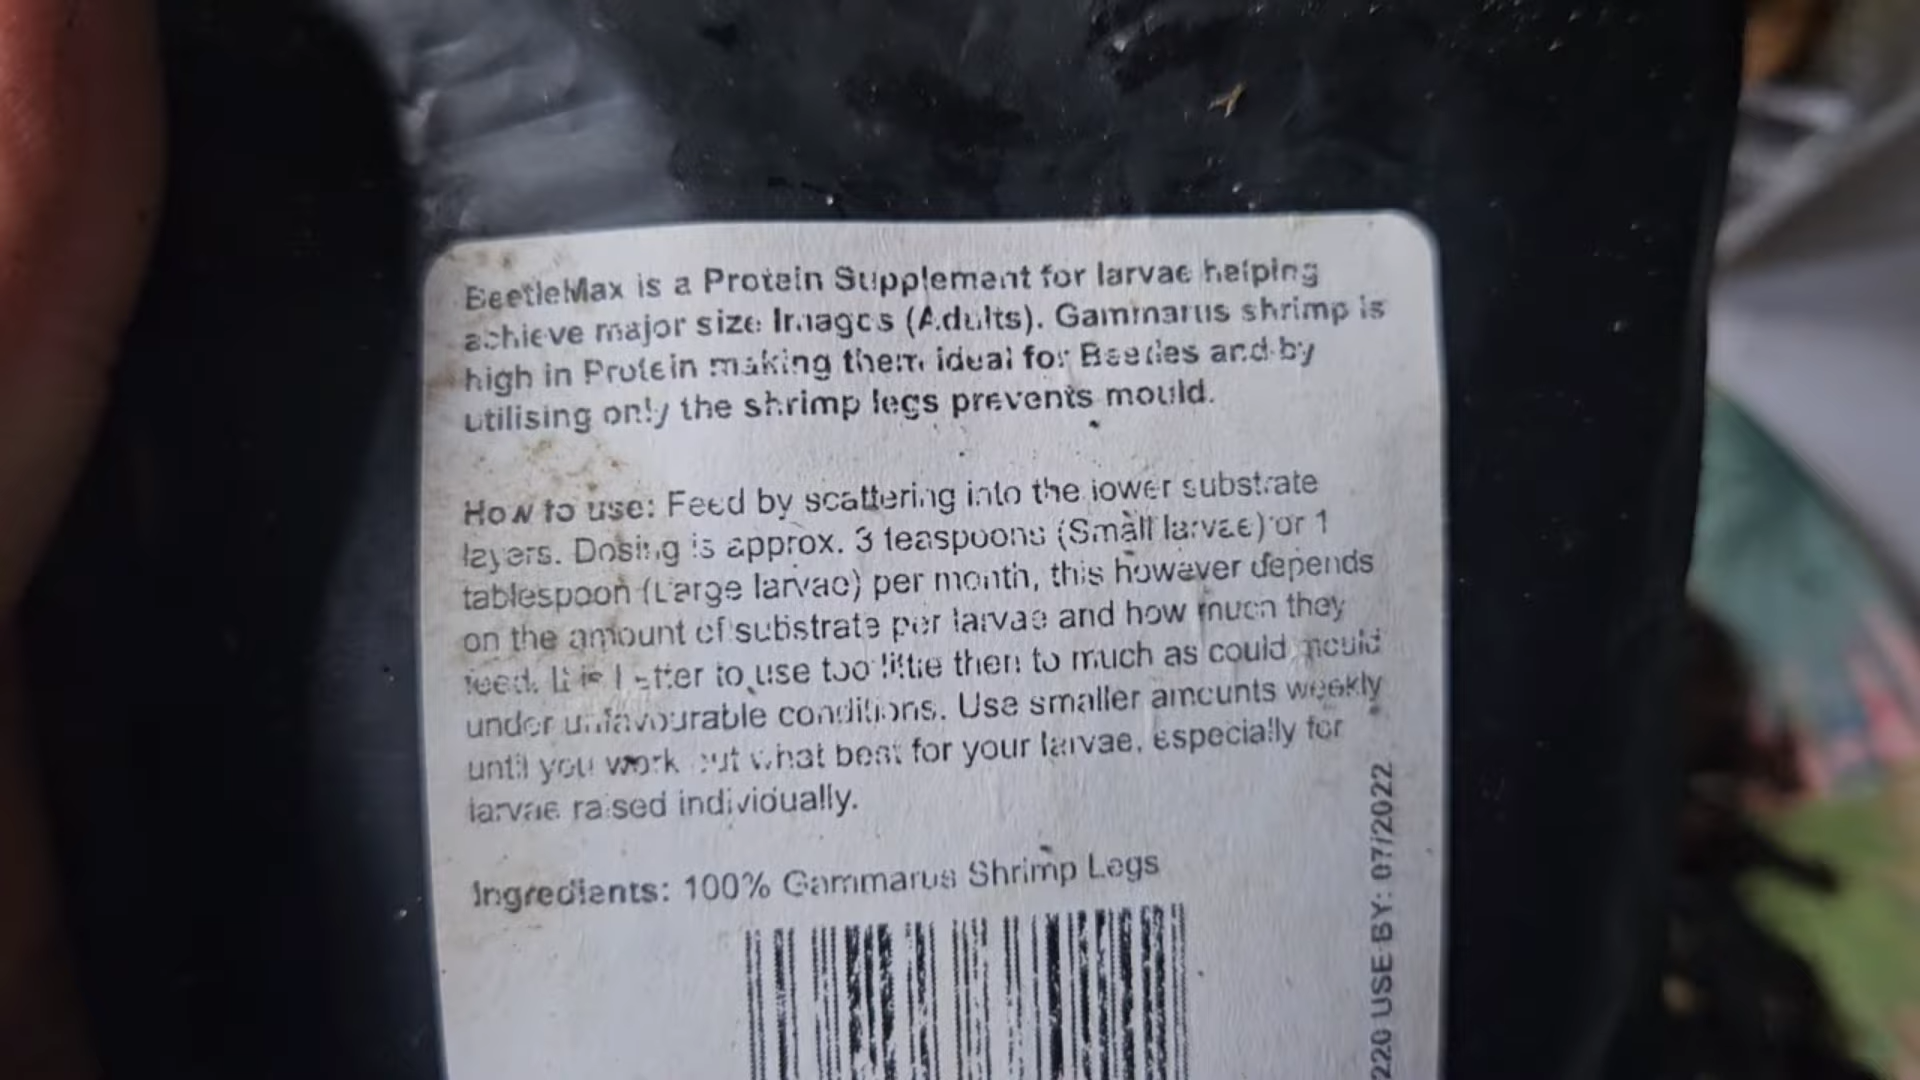 BeetleMax is a Protein Supplement for larvae helping
achieve major size Imagos (Adults). Gammarus shrimp is
high in Protein making them ideal for Beetles and by
utilising only the shrimp legs prevents mould.
How to use: Feed by scattering into the lower substrate
layers. Dosing is approx. 3 teaspoons (Small larvae) or 1
tablespoon (Large larvae) per month, this however depends
on the amount of substrate per larvae and how much they
feed. It is better to use too little then to much as could mould
under unfavourable conditions. Use smaller amounts weekly
until you work out what best for your larvae, especially for
larvae raised individually.
Ingredients: 100% Gammarus Shrimp Legs
220 USE BY: 07/2022